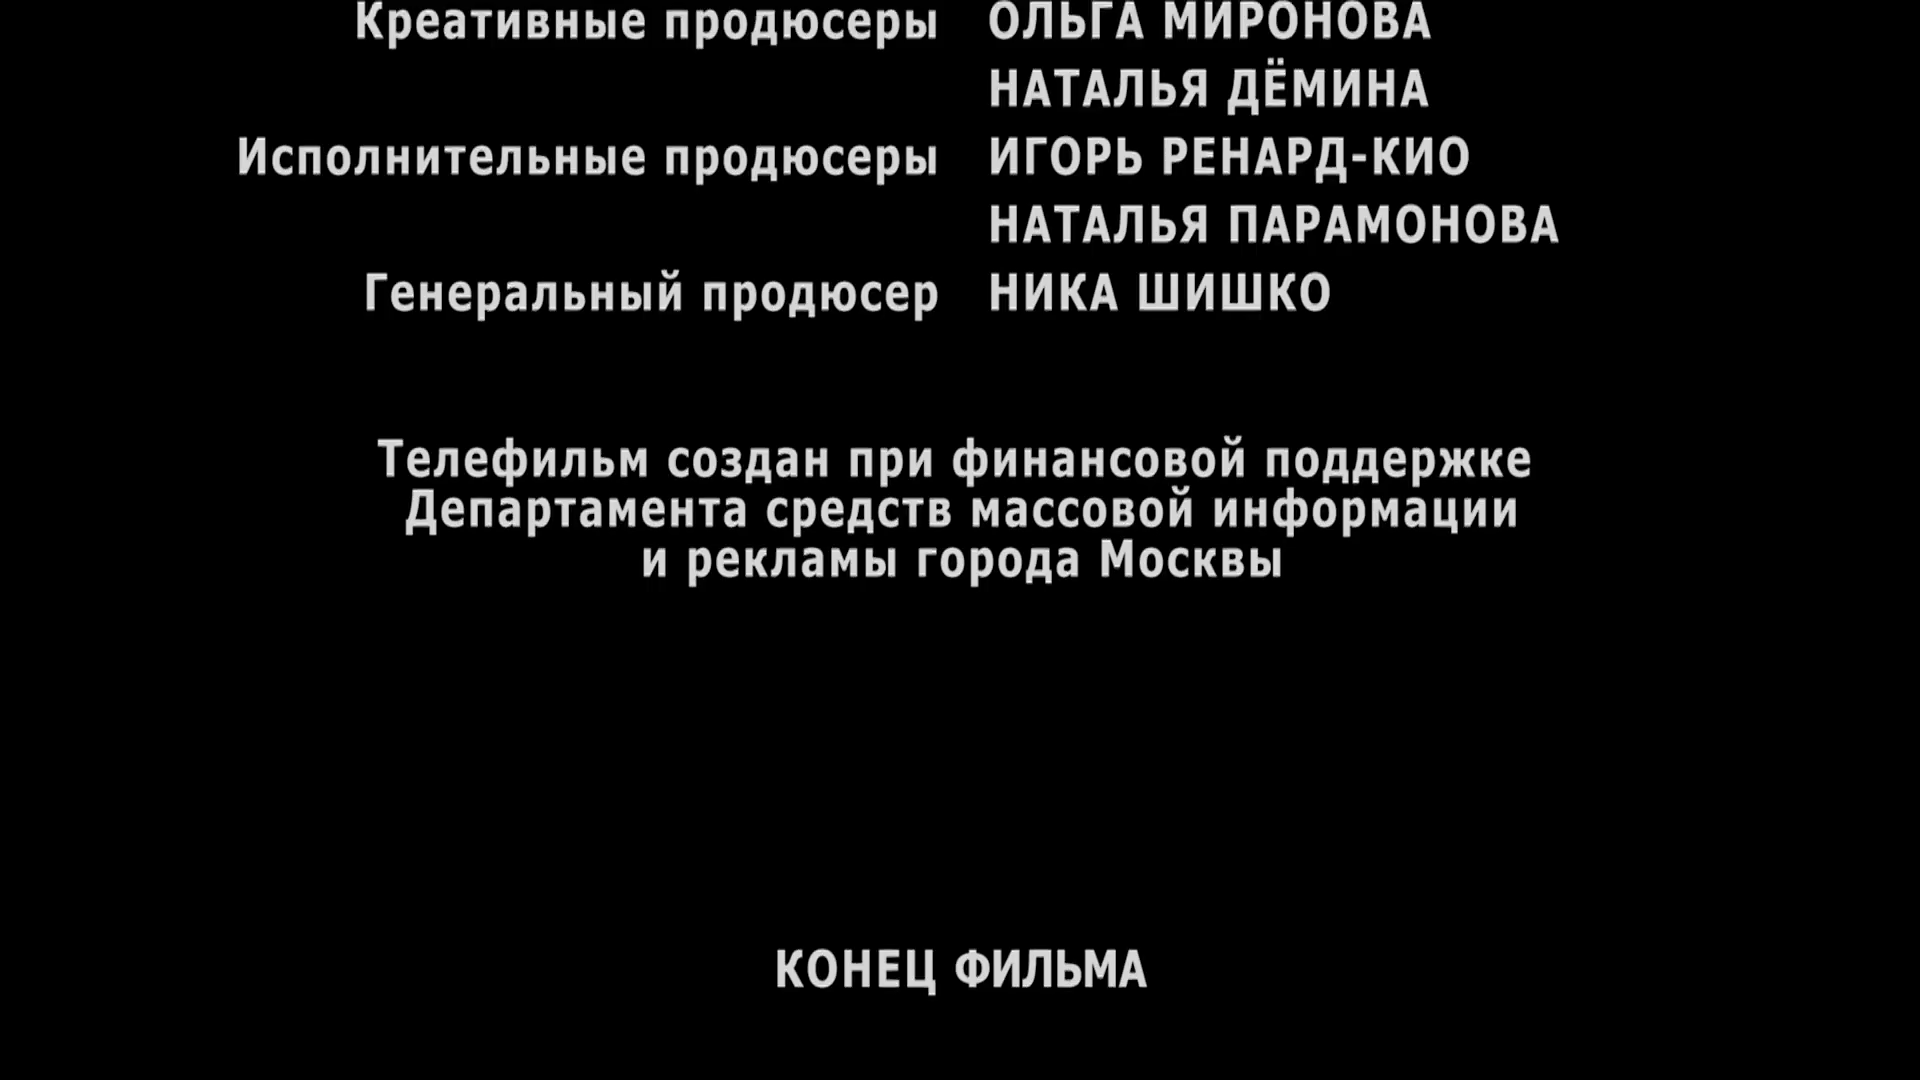 Креативные продюсеры ОЛЬГА МИРОНОВА
НАТАЛЬЯ ДЁМИНА
Исполнительные продюсеры ИГОРЬ РЕНАРД-КИО
НАТАЛЬЯ ПАРАМОНОВА
Генеральный продюсер НИКА ШИШКО
Телефильм создан при финансовой поддержке
Департамента средств массовой информации
и рекламы города Москвы
КОНЕЦ ФИЛЬМА